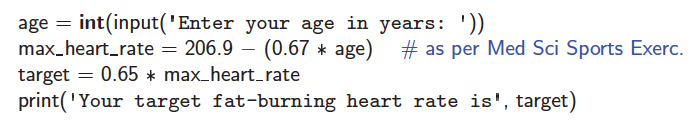 age = int(input('Enter your age in years: '))
max_heart_rate = 206.9 − (0.67 * age) # as per Med Sci Sports Exerc.
target = 0.65 * max_heart_rate
print('Your target fat-burning heart rate is', target)